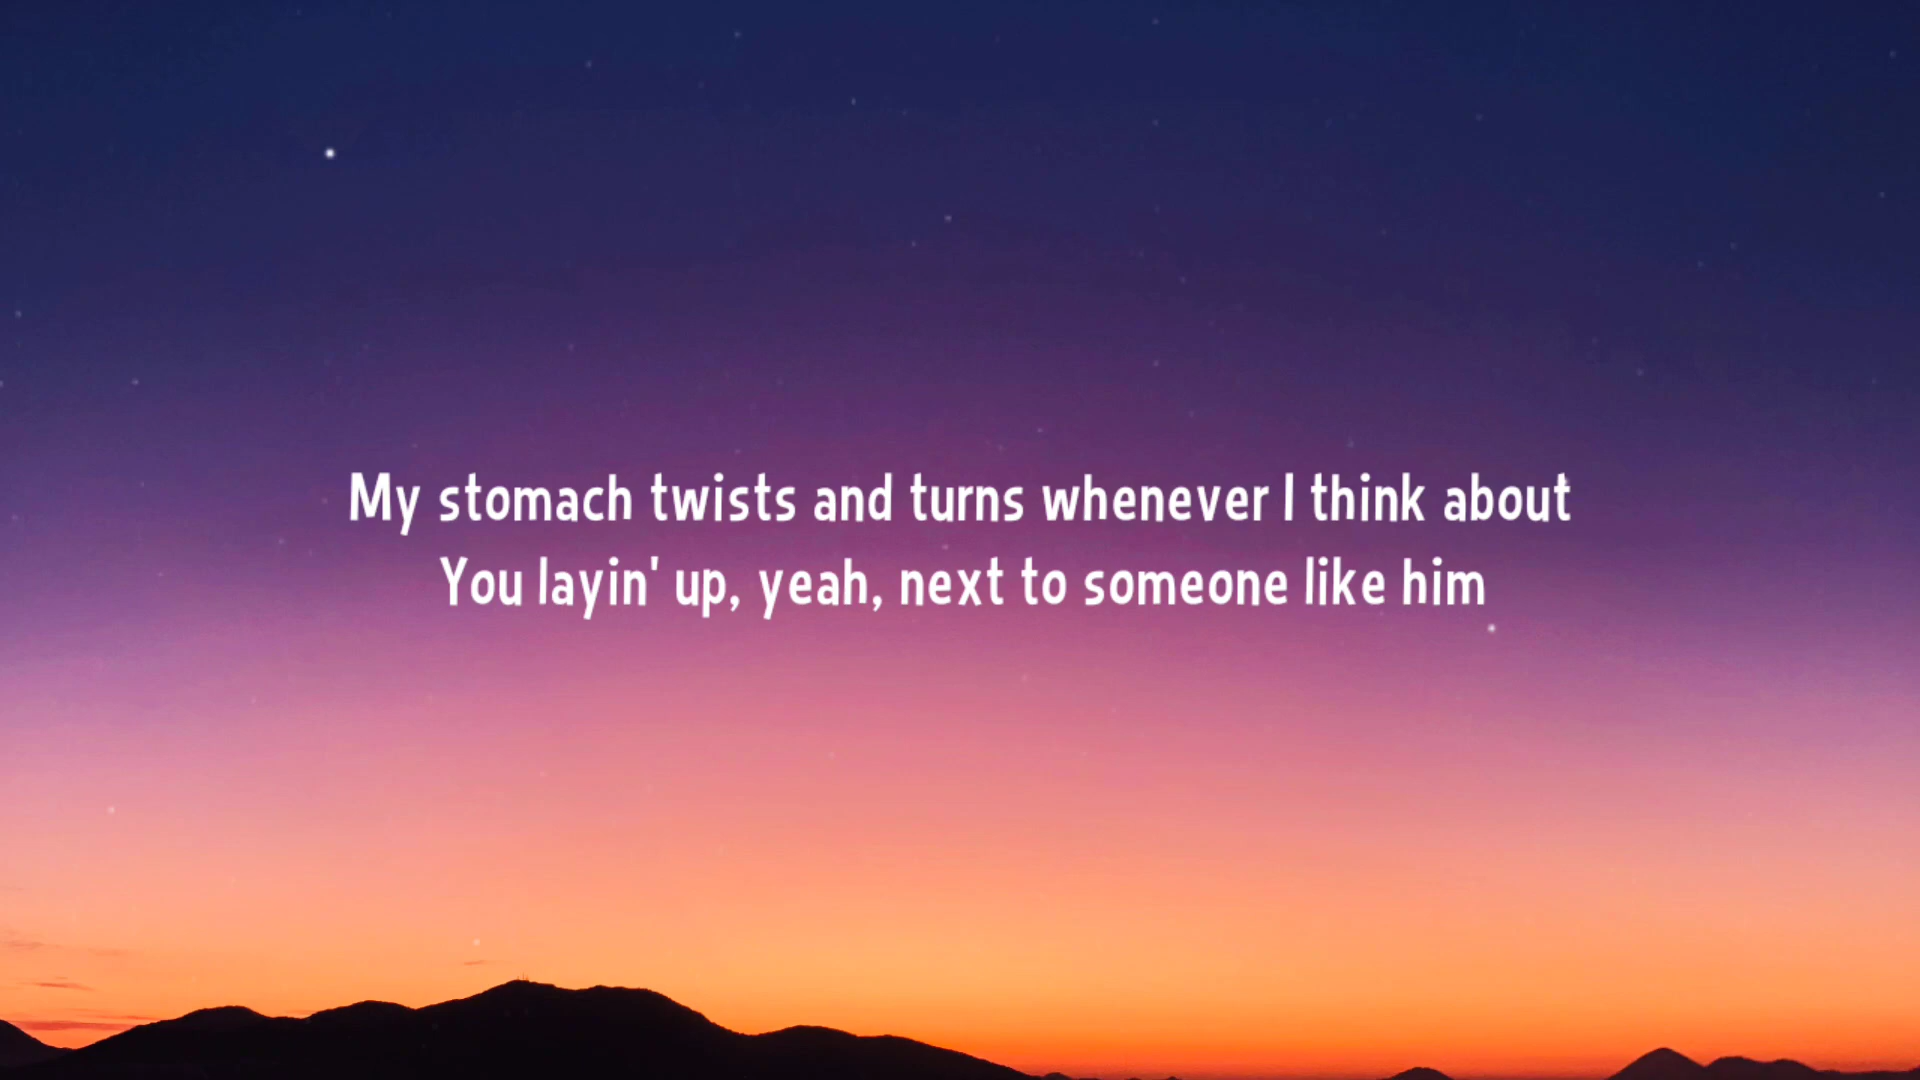 My stomach twists and turns whenever I think about
You layin' up, yeah, next to someone like him